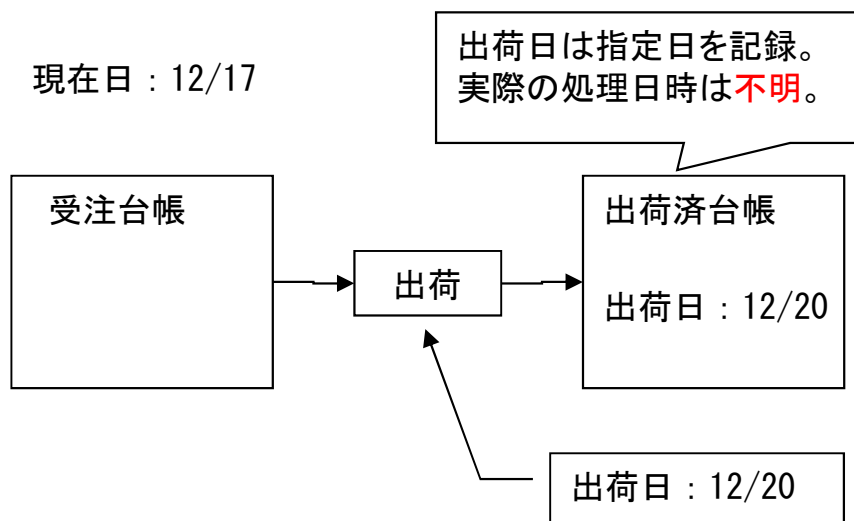 現在日：12/17
出荷日は指定日を記録。
実際の処理日時は不明。
受注台帳
出荷
出荷済台帳
出荷日：12/20
出荷日：12/20